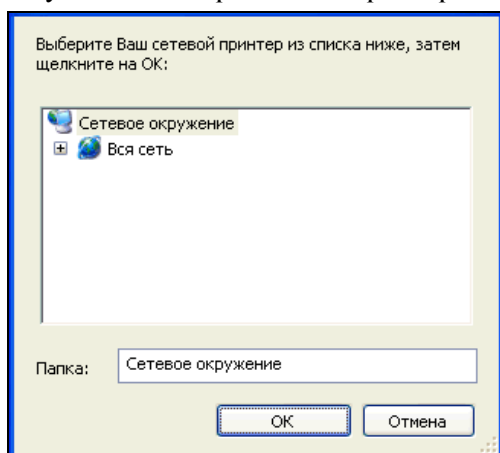 Выберите Ваш сетевой принтер из списка ниже, затем
щелкните на ОК:
Сетевое окружение
Вся сеть
Папка: Сетевое окружение
ОК Отмена